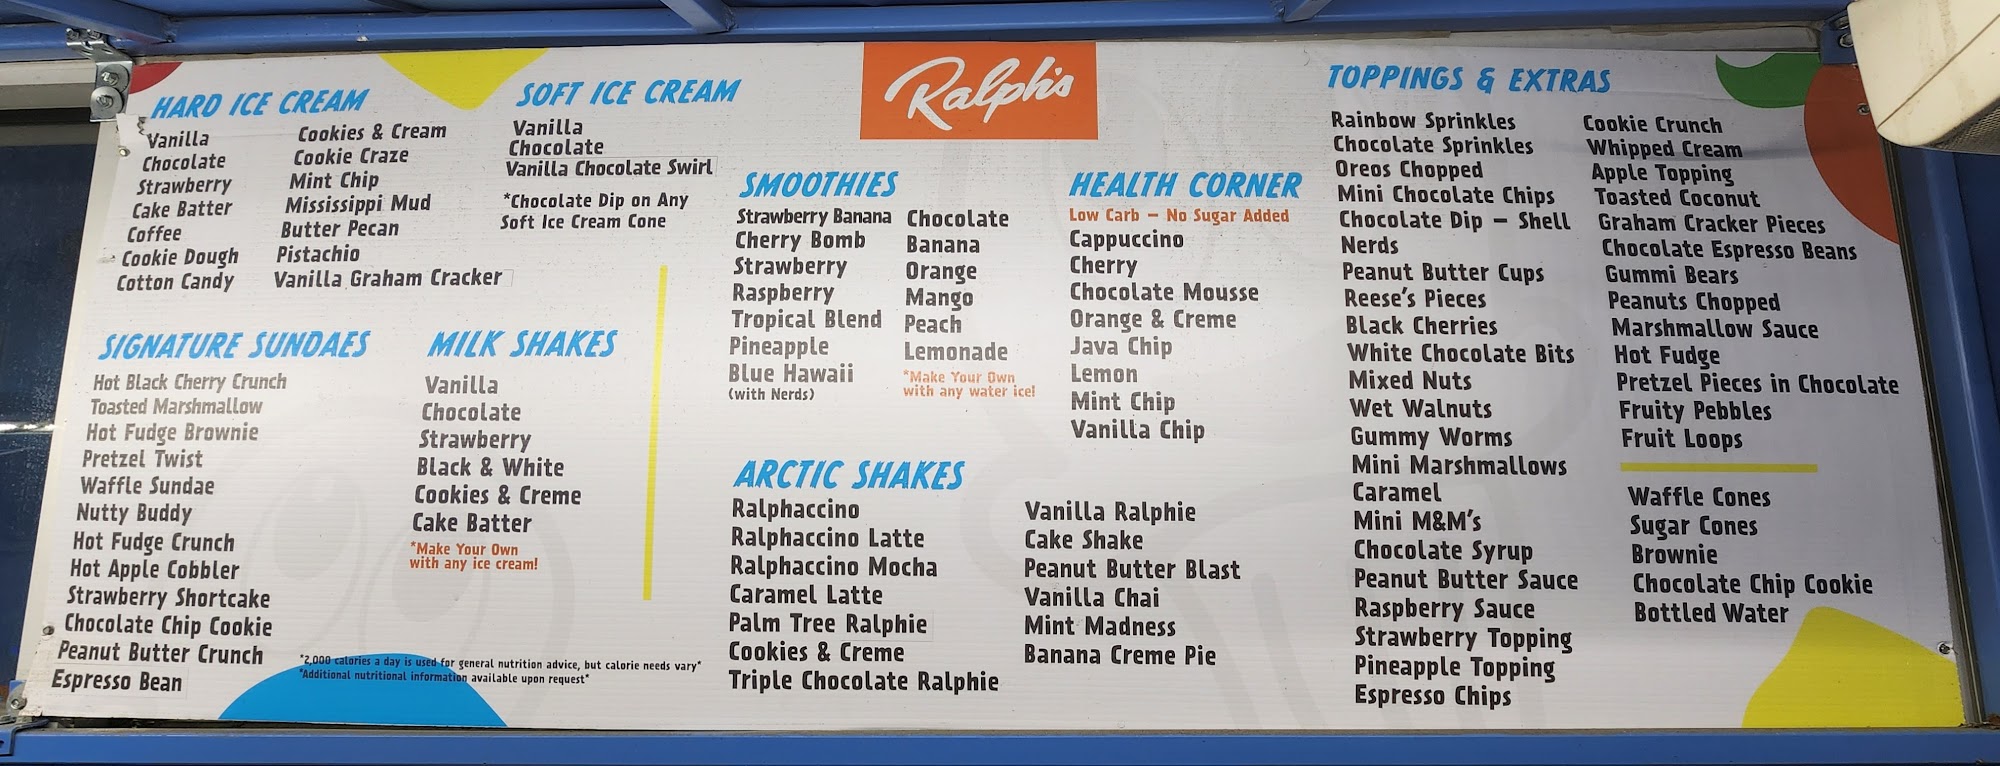 Ralph's
HARD ICE CREAM
Vanilla
Chocolate
Strawberry
Cake Batter
Coffee
Cookie Dough
Cotton Candy
Cookies & Cream
Cookie Craze
Mint Chip
Mississippi Mud
Butter Pecan
Pistachio
Vanilla Graham Cracker
SOFT ICE CREAM
Vanilla
Chocolate
Vanilla Chocolate Swirl
*Chocolate Dip on Any
Soft Ice Cream Cone
SIGNATURE SUNDAES
Hot Black Cherry Crunch
Toasted Marshmallow
Hot Fudge Brownie
Pretzel Twist
Waffle Sundae
Nutty Buddy
Hot Fudge Crunch
Hot Apple Cobbler
Strawberry Shortcake
Chocolate Chip Cookie
Peanut Butter Crunch
Espresso Bean
MILK SHAKES
Vanilla
Chocolate
Strawberry
Black & White
Cookies & Creme
Cake Batter
*Make Your Own
with any ice cream!
*2,000 calories a day is used for general nutrition advice, but calorie needs vary*
*Additional nutritional information available upon request*
SMOOTHIES
Strawberry Banana
Cherry Bomb
Strawberry
Raspberry
Tropical Blend
Pineapple
Blue Hawaii
(with Nerds)
Chocolate
Banana
Orange
Mango
Peach
Lemonade
*Make Your Own
with any water ice!
HEALTH CORNER
Low Carb – No Sugar Added
Cappuccino
Cherry
Chocolate Mousse
Orange & Creme
Java Chip
Lemon
Mint Chip
Vanilla Chip
ARCTIC SHAKES
Ralphaccino
Ralphaccino Latte
Ralphaccino Mocha
Caramel Latte
Palm Tree Ralphie
Cookies & Creme
Triple Chocolate Ralphie
Vanilla Ralphie
Cake Shake
Peanut Butter Blast
Vanilla Chai
Mint Madness
Banana Creme Pie
TOPPINGS & EXTRAS
Rainbow Sprinkles
Chocolate Sprinkles
Oreos Chopped
Mini Chocolate Chips
Chocolate Dip – Shell
Nerds
Peanut Butter Cups
Reese's Pieces
Black Cherries
White Chocolate Bits
Mixed Nuts
Wet Walnuts
Gummy Worms
Mini Marshmallows
Caramel
Mini M&M's
Chocolate Syrup
Peanut Butter Sauce
Raspberry Sauce
Strawberry Topping
Pineapple Topping
Espresso Chips
Cookie Crunch
Whipped Cream
Apple Topping
Toasted Coconut
Graham Cracker Pieces
Chocolate Espresso Beans
Gummi Bears
Peanuts Chopped
Marshmallow Sauce
Hot Fudge
Pretzel Pieces in Chocolate
Fruity Pebbles
Fruit Loops
Waffle Cones
Sugar Cones
Brownie
Chocolate Chip Cookie
Bottled Water